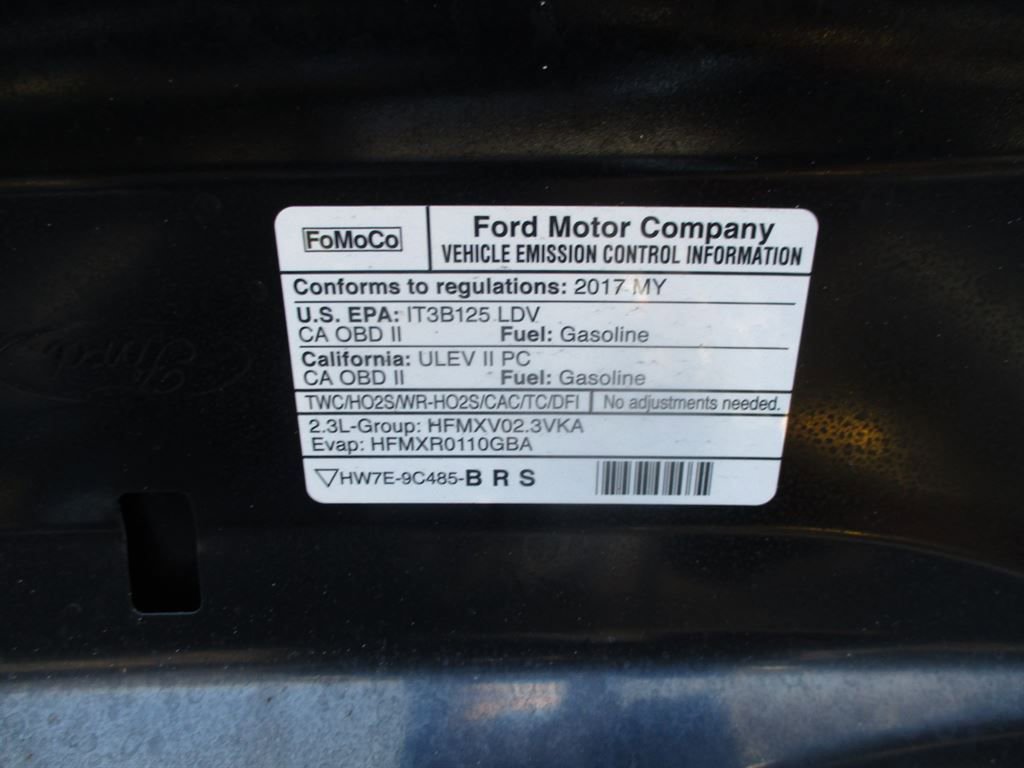 FoMoCo
Ford Motor Company
VEHICLE EMISSION CONTROL INFORMATION
Conforms to regulations: 2017 MY
U.S. EPA: IT3B125 LDV
CA OBD II Fuel: Gasoline
California: ULEV II PC
CA OBD II Fuel: Gasoline
TWC/HO2S/WR-HO2S/CAC/TC/DFI No adjustments needed.
2.3L-Group: HFMXV02.3VKA
Evap: HFMXR0110GBA
HW7E-9C485-B R S